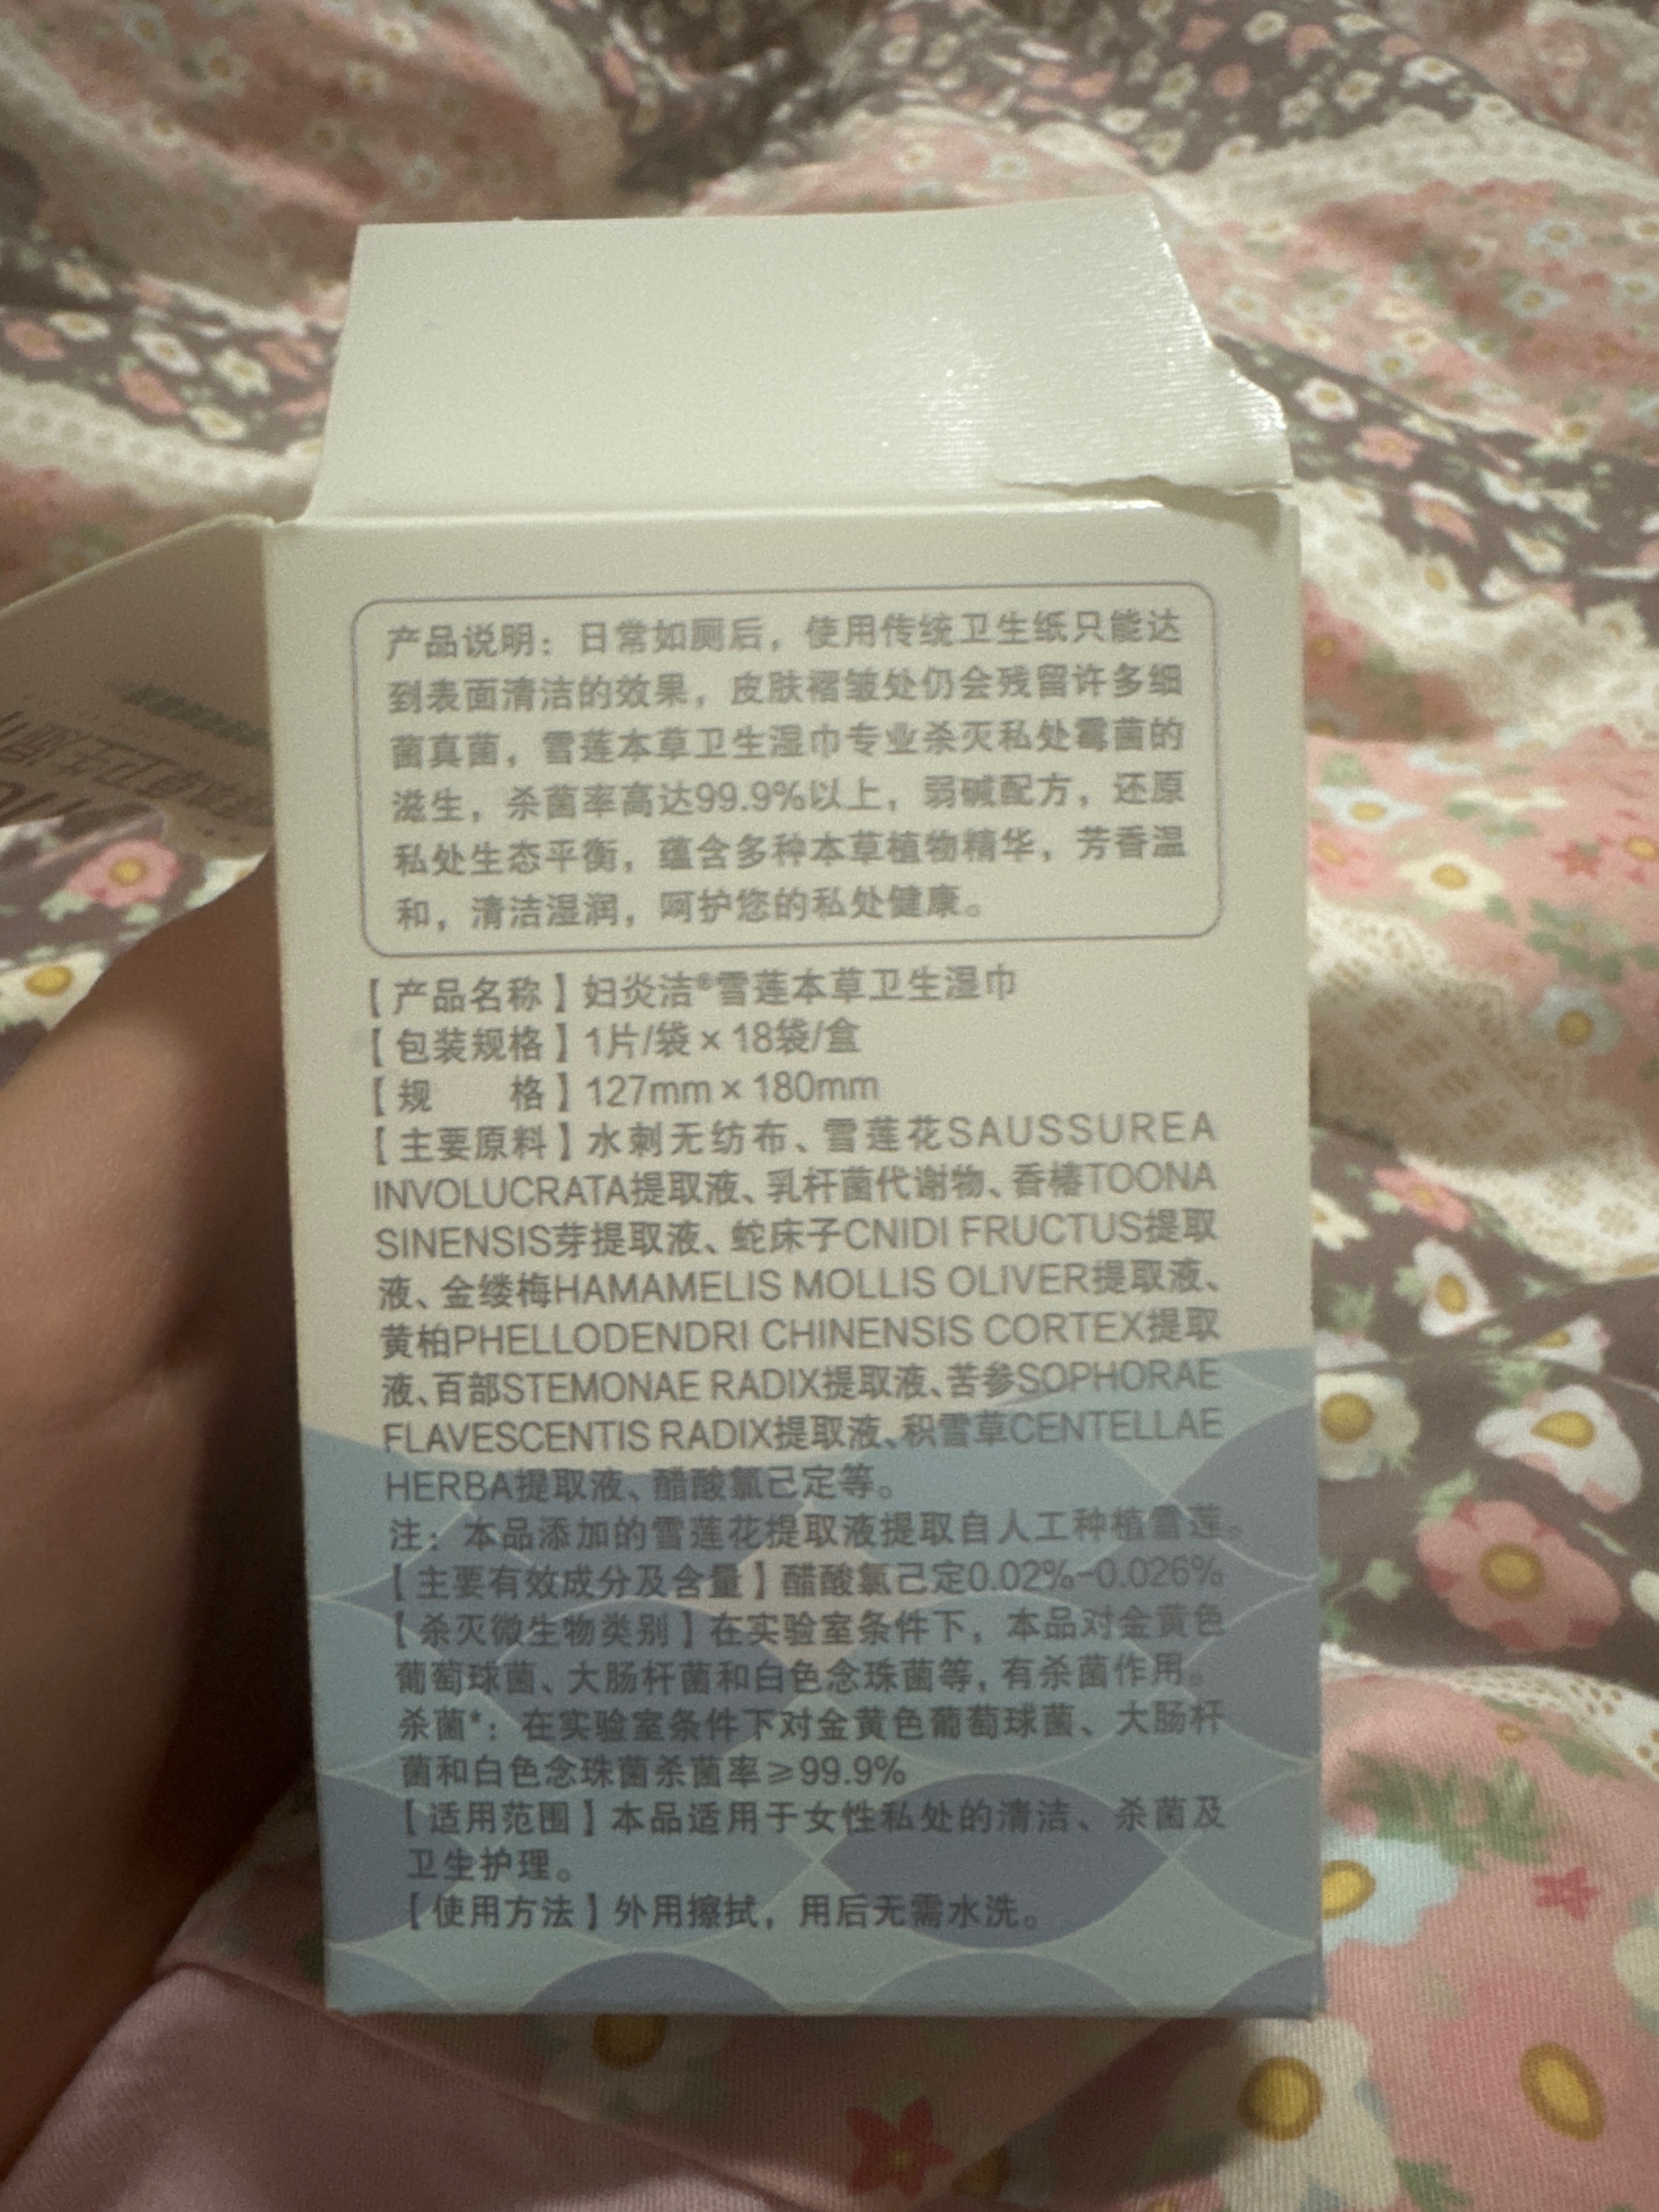 产品说明：日常如厕后，使用传统卫生纸只能达
到表面清洁的效果，皮肤褶皱处仍会残留许多细
菌真菌，雪莲本草卫生湿巾专业杀灭私处霉菌的
滋生，杀菌率高达99.9%以上，弱碱配方，还原
私处生态平衡，蕴含多种本草植物精华，芳香温
和，清洁湿润，呵护您的私处健康。
【产品名称】妇炎洁®雪莲本草卫生湿巾
【包装规格】1片/袋×18袋/盒
【规　　格】127mm×180mm
【主要原料】水刺无纺布、雪莲花SAUSSUREA
INVOLUCRATA提取液、乳杆菌代谢物、香椿TOONA
SINENSIS芽提取液、蛇床子CNIDI FRUCTUS提取
液、金缕梅HAMAMELIS MOLLIS OLIVER提取液、
黄柏PHELLODENDRI CHINENSIS CORTEX提取
液、百部STEMONAE RADIX提取液、苦参SOPHORAE
FLAVESCENTIS RADIX提取液、积雪草CENTELLAE
HERBA提取液、醋酸氯己定等。
注：本品添加的雪莲花提取液提取自人工种植雪莲。
【主要有效成分及含量】醋酸氯己定0.02%-0.026%
【杀灭微生物类别】在实验室条件下，本品对金黄色
葡萄球菌、大肠杆菌和白色念珠菌等，有杀菌作用。
杀菌*：在实验室条件下对金黄色葡萄球菌、大肠杆
菌和白色念珠菌杀菌率≥99.9%
【适用范围】本品适用于女性私处的清洁、杀菌及
卫生护理。
【使用方法】外用擦拭，用后无需水洗。